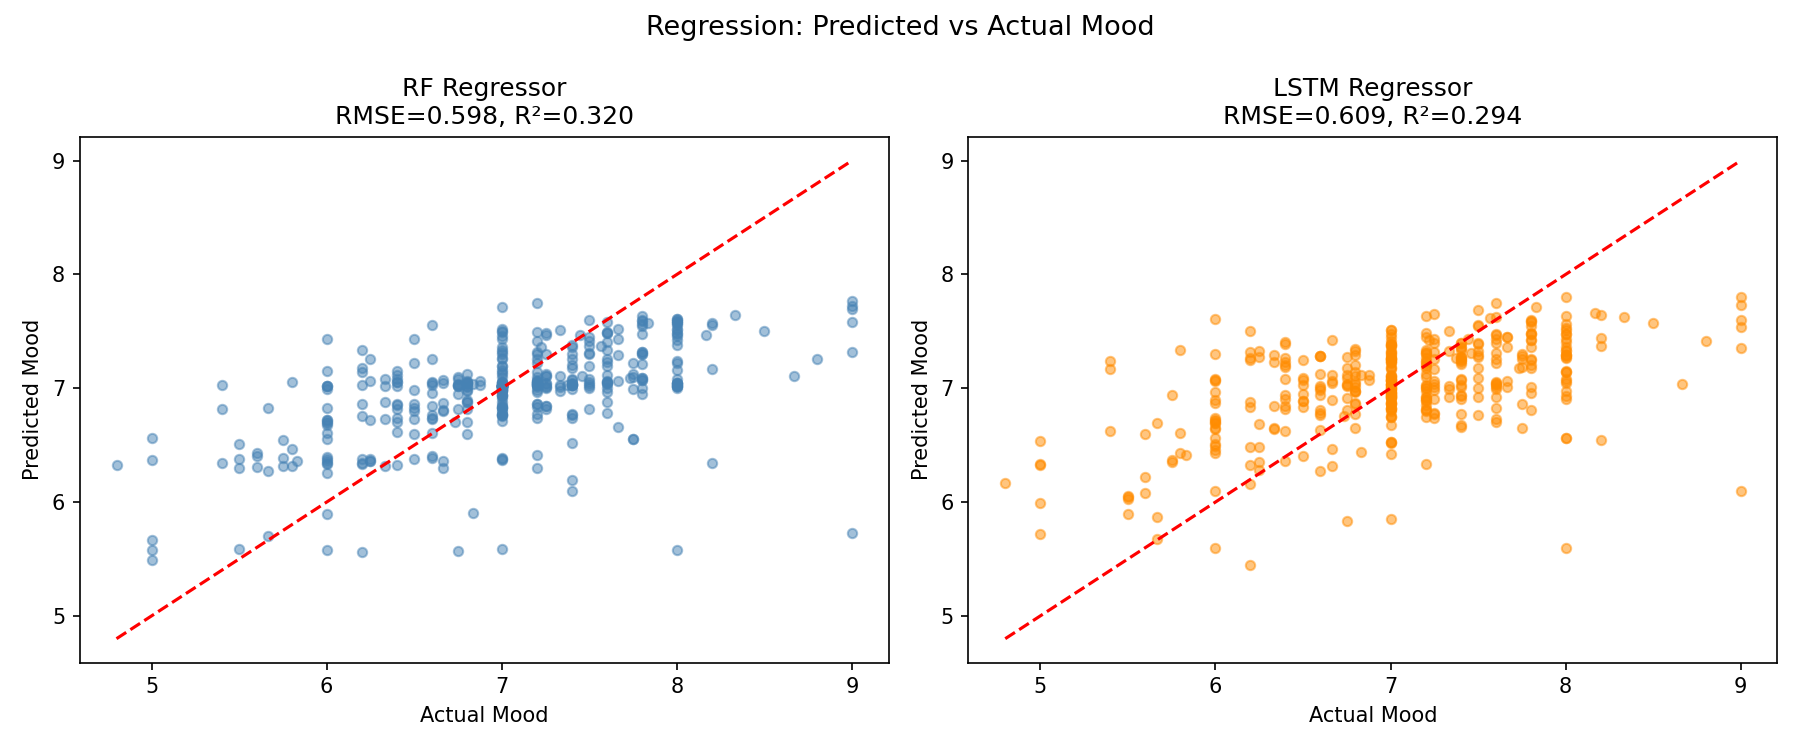 Regression: Predicted vs Actual Mood
RF Regressor
RMSE=0.598, R²=0.320
9
8
7
6
5
Predicted Mood
5 6 7 8 9
Actual Mood
LSTM Regressor
RMSE=0.609, R²=0.294
9
8
7
6
5
Predicted Mood
5 6 7 8 9
Actual Mood